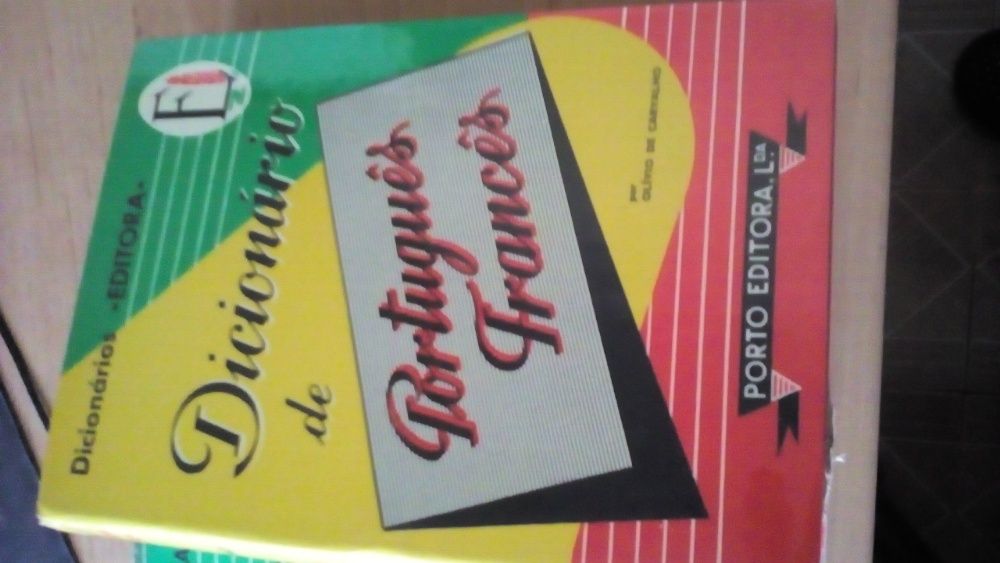 Dicionários «EDITORA»
Dicionário
de
Português
Francês
por
OLÍVIO DE CARVALHO
PORTO EDITORA, L.DA